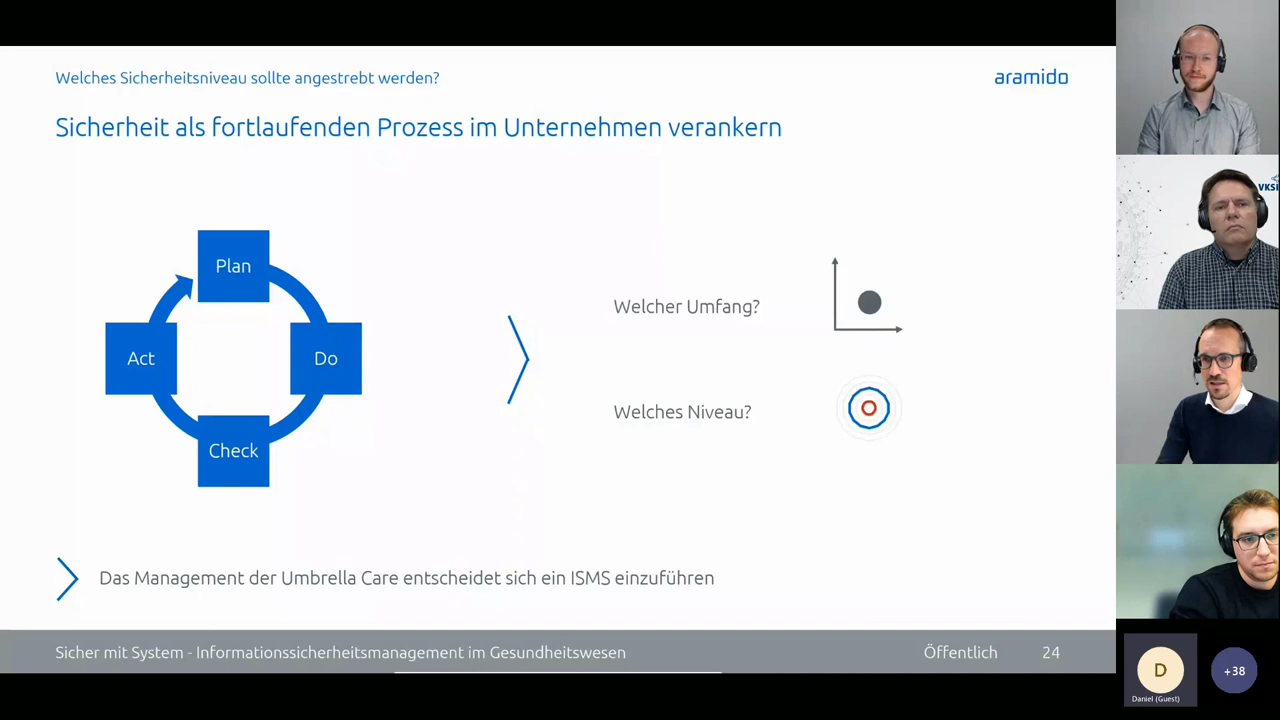 Welches Sicherheitsniveau sollte angestrebt werden?
aramido
Sicherheit als fortlaufenden Prozess im Unternehmen verankern
Plan
Act
Do
Check
Welcher Umfang?
Welches Niveau?
Das Management der Umbrella Care entscheidet sich ein ISMS einzuführen
Sicher mit System - Informationssicherheitsmanagement im Gesundheitswesen
Öffentlich
24
D
Daniel (Guest)
+38